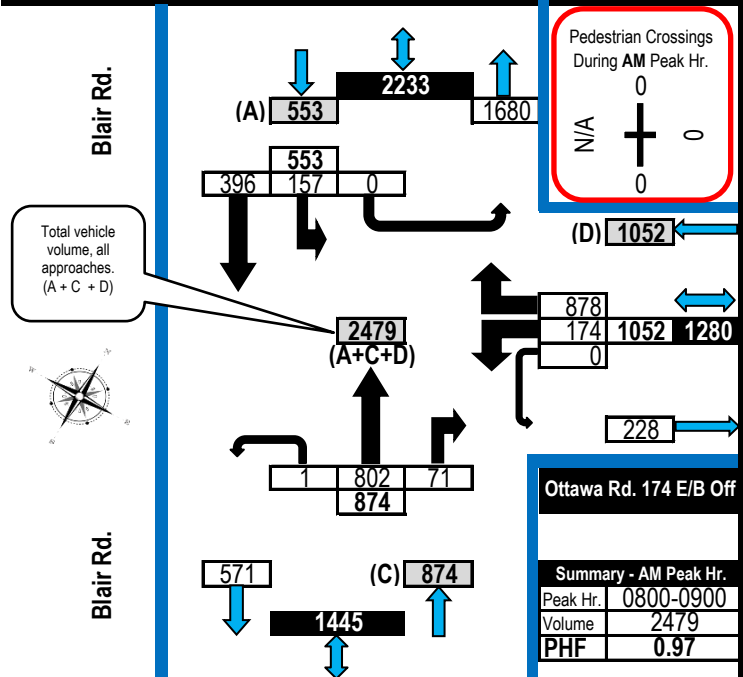 Blair Rd.
2233
(A) 553
1680
553
396 157 0
Pedestrian Crossings
During AM Peak Hr.
0
N/A
0
0
(D) 1052
Total vehicle
volume, all
approaches.
(A + C + D)
2479
(A+C+D)
878
174 1052 1280
0
228
1 802 71
874
Blair Rd.
571
(C) 874
1445
Ottawa Rd. 174 E/B Off
Summary - AM Peak Hr.
Peak Hr. 0800-0900
Volume 2479
PHF 0.97